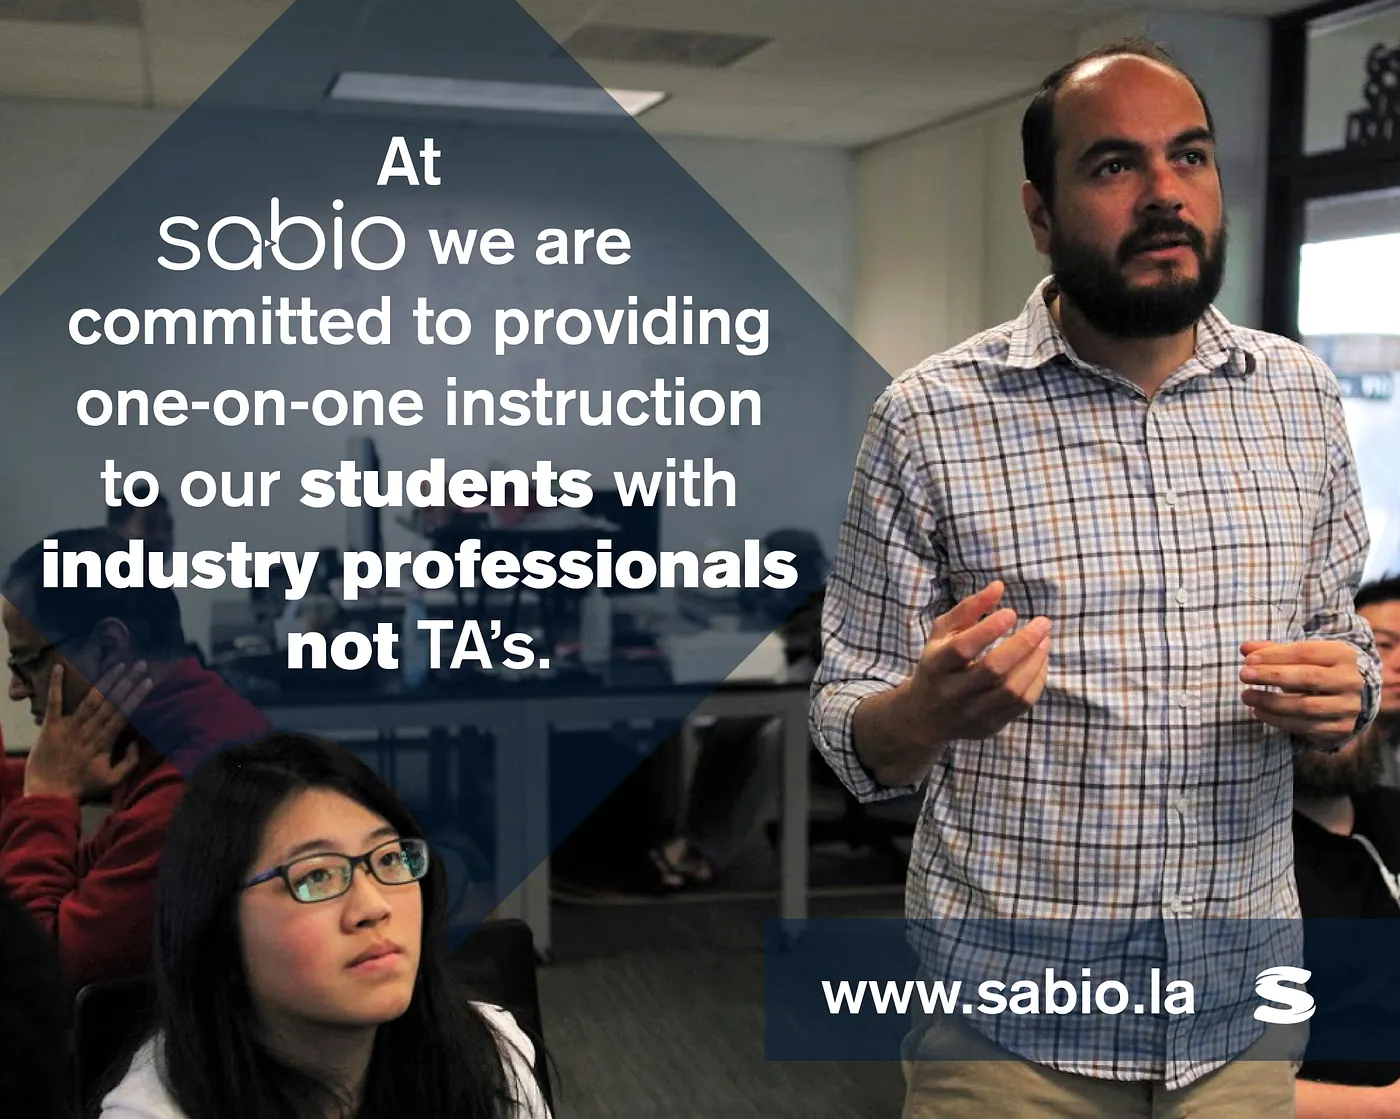 At
sabio we are
committed to providing
one-on-one instruction
to our students with
industry professionals
not TA's.
www.sabio.la S